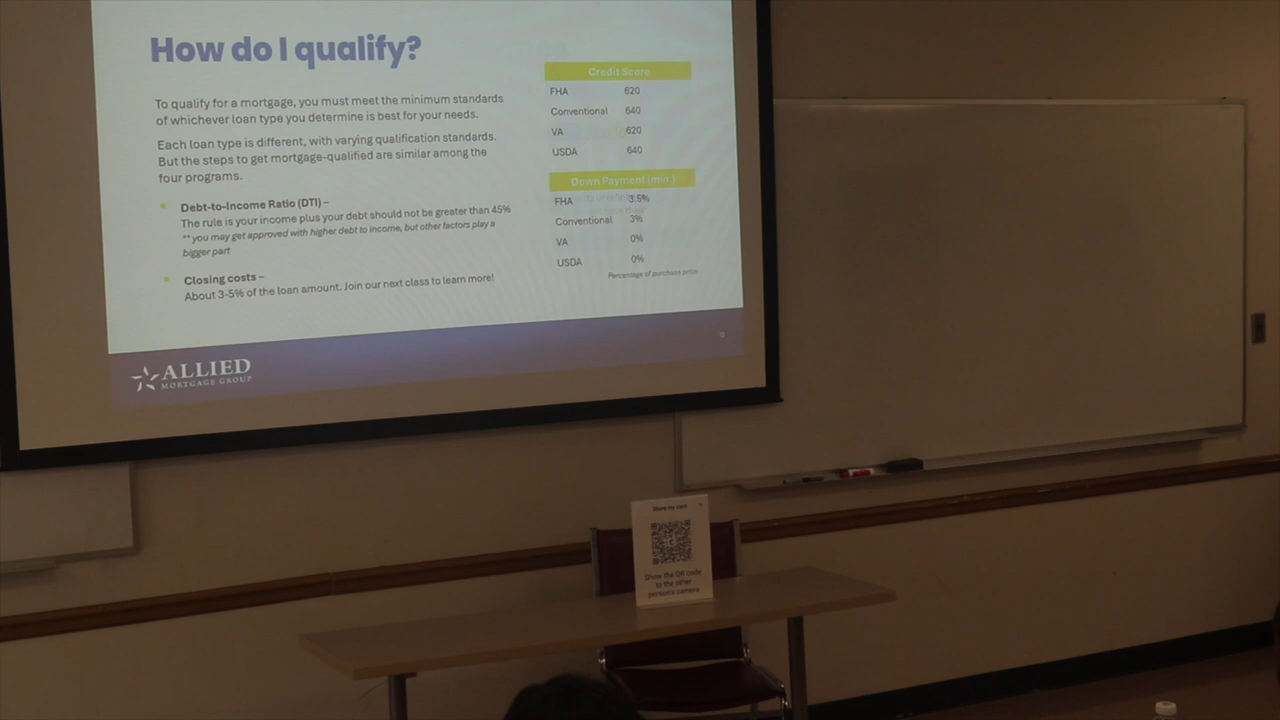 How do I qualify?
To qualify for a mortgage, you must meet the minimum standards
of whichever loan type you determine is best for your needs.
Each loan type is different, with varying qualification standards.
But the steps to get mortgage-qualified are similar among the
four programs.
Debt-to-Income Ratio (DTI) –
The rule is your income plus your debt should not be greater than 45%
** you may get approved with higher debt to income, but other factors play a
bigger part
Closing costs –
About 3-5% of the loan amount. Join our next class to learn more!
Credit Score
FHA 620
Conventional 640
VA 620
USDA 640
Down Payment (min.)
FHA 3.5%
Conventional 3%
VA 0%
USDA 0%
Percentage of purchase price
ALLIED
MORTGAGE GROUP
Share my card
Show the QR code
to the other
person's camera